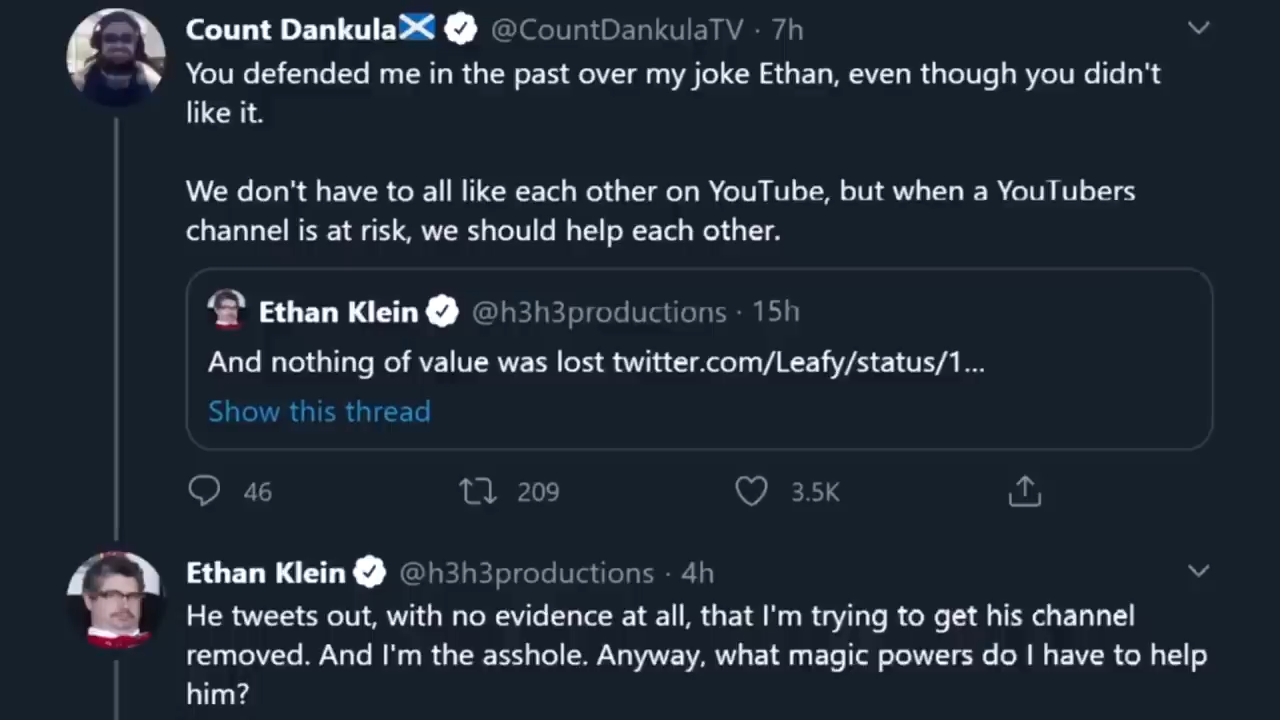 Count Dankula🏴󠁧󠁢󠁳󠁣󠁴󠁿 @CountDankulaTV · 7h
You defended me in the past over my joke Ethan, even though you didn't
like it.
We don't have to all like each other on YouTube, but when a YouTubers
channel is at risk, we should help each other.
Ethan Klein @h3h3productions · 15h
And nothing of value was lost twitter.com/Leafy/status/1...
Show this thread
46 209 3.5K
Ethan Klein @h3h3productions · 4h
He tweets out, with no evidence at all, that I'm trying to get his channel
removed. And I'm the asshole. Anyway, what magic powers do I have to help
him?